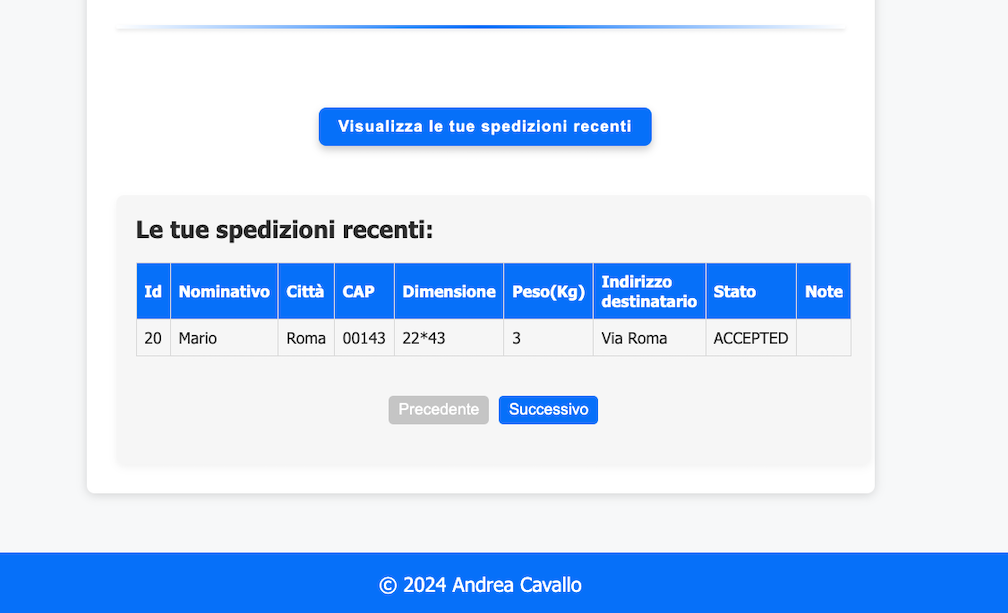 Visualizza le tue spedizioni recenti
Le tue spedizioni recenti:
Id Nominativo Città CAP Dimensione Peso(Kg) Indirizzo destinatario Stato Note
20 Mario Roma 00143 22*43 3 Via Roma ACCEPTED
Precedente Successivo
© 2024 Andrea Cavallo